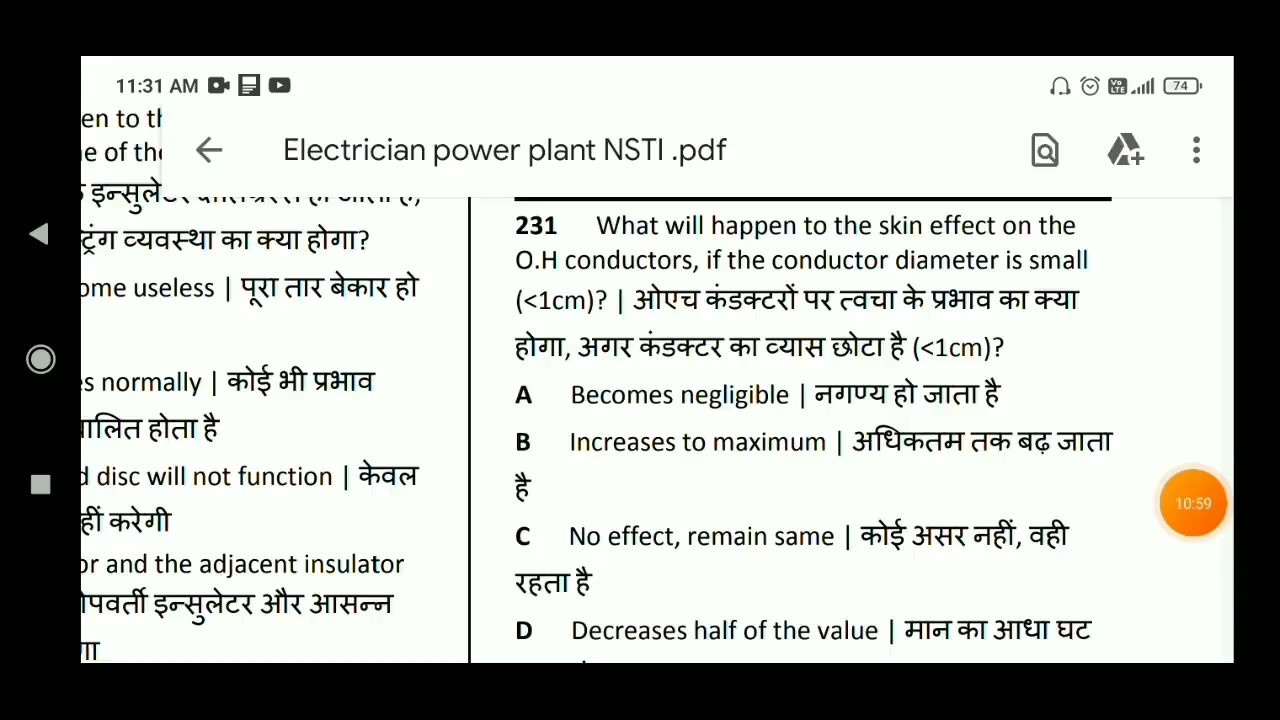 11:31 AM
74
en to th
e of the
Electrician power plant NSTI .pdf
इन्सुलेटर
ट्रिंग व्यवस्था का क्या होगा?
ome useless | पूरा तार बेकार हो
es normally | कोई भी प्रभाव
चालित होता है
d disc will not function | केवल
हीं करेगी
or and the adjacent insulator
ीपवर्ती इन्सुलेटर और आसन्न
गा
231 What will happen to the skin effect on the
O.H conductors, if the conductor diameter is small
(<1cm)? | ओएच कंडक्टरों पर त्वचा के प्रभाव का क्या
होगा, अगर कंडक्टर का व्यास छोटा है (<1cm)?
A Becomes negligible | नगण्य हो जाता है
B Increases to maximum | अधिकतम तक बढ़ जाता
है
C No effect, remain same | कोई असर नहीं, वही
रहता है
D Decreases half of the value | मान का आधा घट
10:59